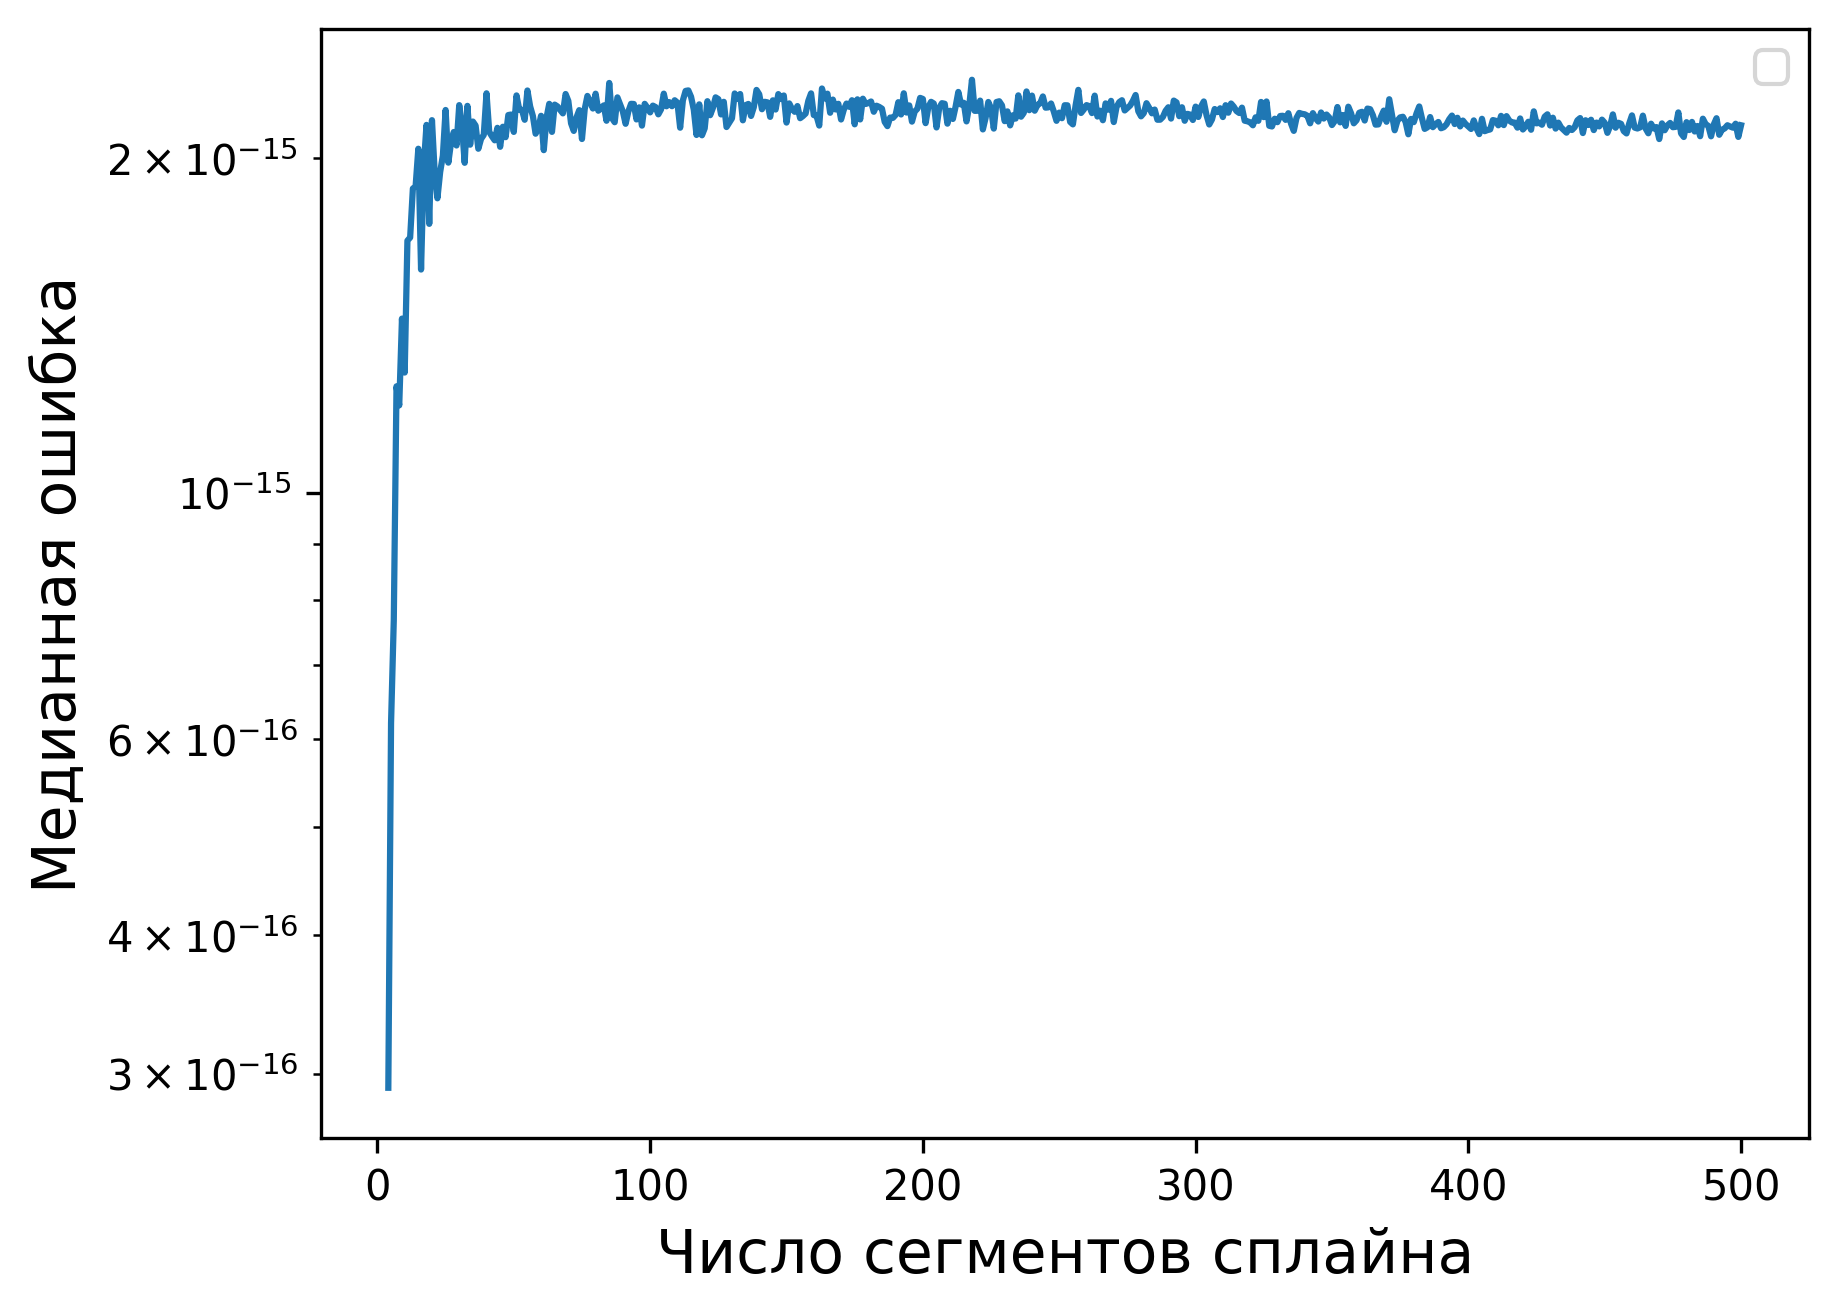 Медианная ошибка
2 × 10⁻¹⁵
10⁻¹⁵
6 × 10⁻¹⁶
4 × 10⁻¹⁶
3 × 10⁻¹⁶
0 100 200 300 400 500
Число сегментов сплайна